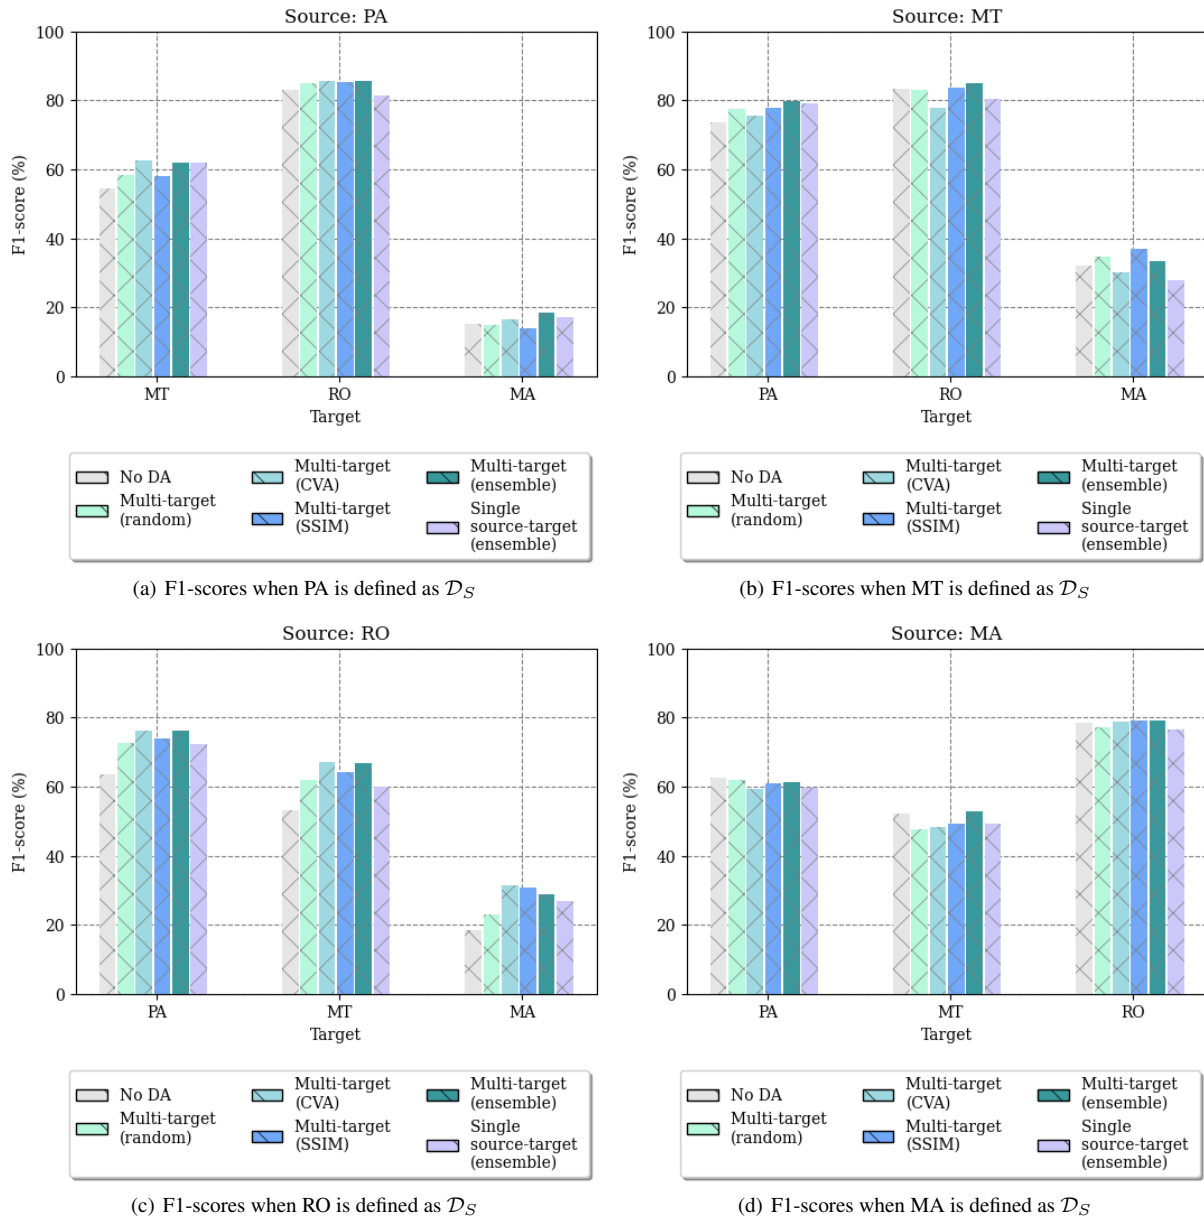 Source: PA
100
80
60
40
20
0
F1-score (%)
MT
RO
MA
Target
No DA
Multi-target
(random)
Multi-target
(CVA)
Multi-target
(SSIM)
Multi-target
(ensemble)
Single
source-target
(ensemble)
(a) F1-scores when PA is defined as 𝒟S
Source: MT
100
80
60
40
20
0
F1-score (%)
PA
RO
MA
Target
No DA
Multi-target
(random)
Multi-target
(CVA)
Multi-target
(SSIM)
Multi-target
(ensemble)
Single
source-target
(ensemble)
(b) F1-scores when MT is defined as 𝒟S
Source: RO
100
80
60
40
20
0
F1-score (%)
PA
MT
MA
Target
No DA
Multi-target
(random)
Multi-target
(CVA)
Multi-target
(SSIM)
Multi-target
(ensemble)
Single
source-target
(ensemble)
(c) F1-scores when RO is defined as 𝒟S
Source: MA
100
80
60
40
20
0
F1-score (%)
PA
MT
RO
Target
No DA
Multi-target
(random)
Multi-target
(CVA)
Multi-target
(SSIM)
Multi-target
(ensemble)
Single
source-target
(ensemble)
(d) F1-scores when MA is defined as 𝒟S